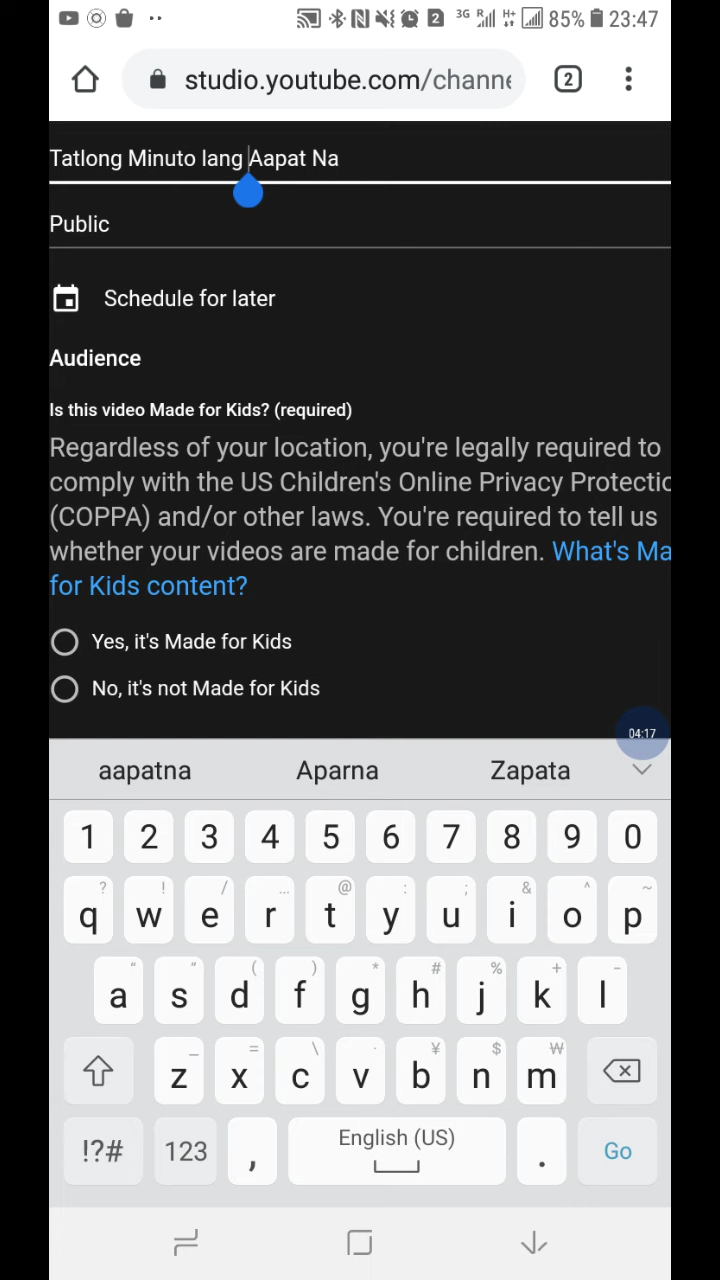 2 3G R H+ 85% 23:47
studio.youtube.com/channe 2
Tatlong Minuto lang Aapat Na
Public
Schedule for later
Audience
Is this video Made for Kids? (required)
Regardless of your location, you're legally required to
comply with the US Children's Online Privacy Protectic
(COPPA) and/or other laws. You're required to tell us
whether your videos are made for children. What's Ma
for Kids content?
Yes, it's Made for Kids
No, it's not Made for Kids
04:17
aapatna Aparna Zapata
1 2 3 4 5 6 7 8 9 0
? ! / ... @ : ; & ^ ~
q w e r t y u i o p
“ ” ( ) * # % + -
a s d f g h j k l
_ = \ · ¥ $ ₩
z x c v b n m
!?# 123 , English (US) . Go